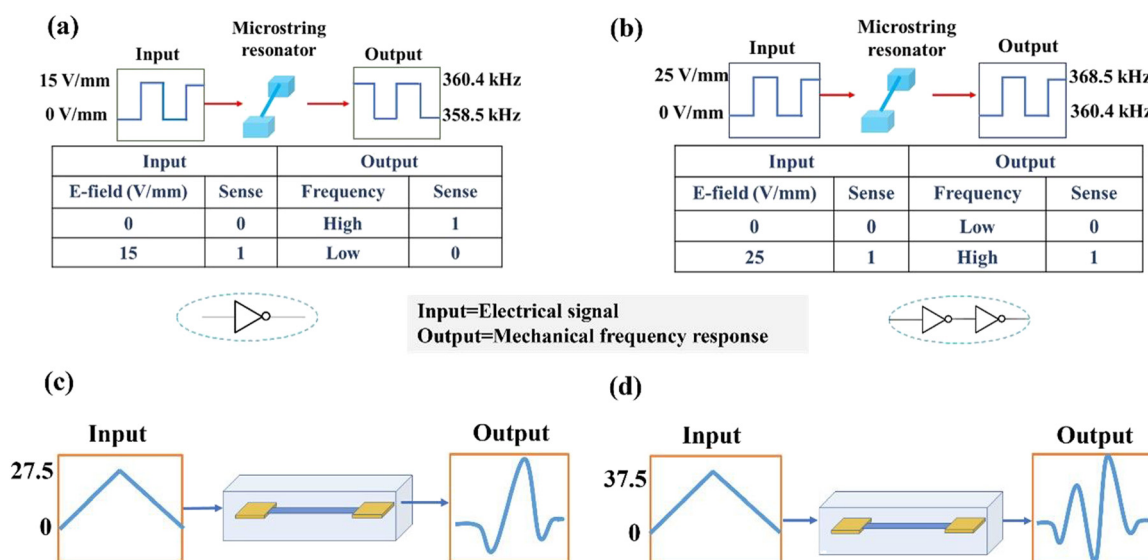 (a)
Input
Microstring
resonator
Output
15 V/mm
0 V/mm
360.4 kHz
358.5 kHz
Input Output
E-field (V/mm) Sense Frequency Sense
0 0 High 1
15 1 Low 0
(b)
Input
Microstring
resonator
Output
25 V/mm
0 V/mm
368.5 kHz
360.4 kHz
Input Output
E-field (V/mm) Sense Frequency Sense
0 0 Low 0
25 1 High 1
Input=Electrical signal
Output=Mechanical frequency response
(c)
Input
Output
27.5
0
(d)
Input
Output
37.5
0